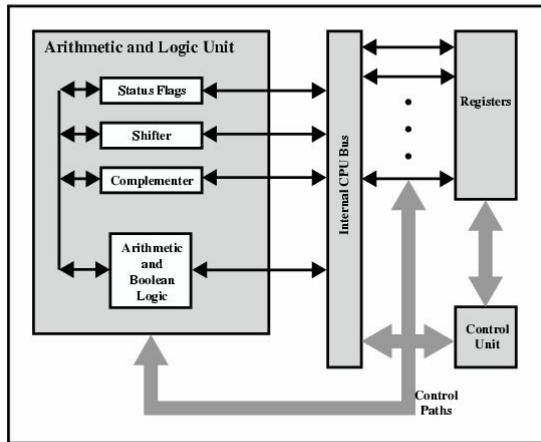 Arithmetic and Logic Unit
Status Flags
Shifter
Complementer
Arithmetic
and
Boolean
Logic
Internal CPU Bus
Registers
Control
Unit
Control
Paths